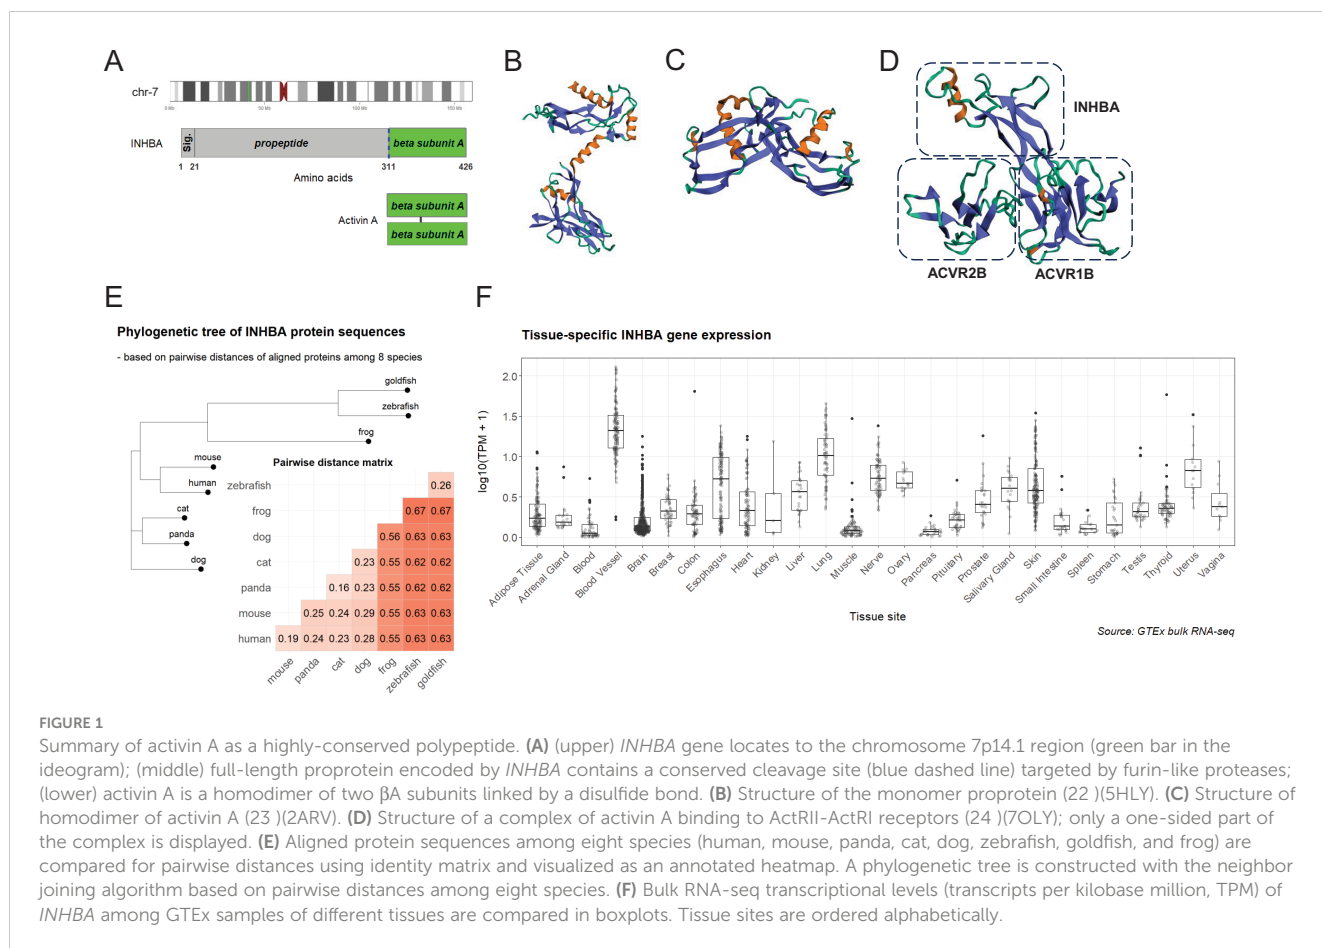 A
chr-7
0 Mb
50 Mb
100 Mb
150 Mb
INHBA
Sig.
propeptide
beta subunit A
1
21
311
426
Amino acids
Activin A
beta subunit A
beta subunit A
B
C
D
INHBA
ACVR2B
ACVR1B
E
Phylogenetic tree of INHBA protein sequences
- based on pairwise distances of aligned proteins among 8 species
goldfish
zebrafish
frog
mouse
human
cat
panda
dog
Pairwise distance matrix
zebrafish 0.26
frog 0.67 0.67
dog 0.56 0.63 0.63
cat 0.23 0.55 0.62 0.62
panda 0.16 0.23 0.55 0.62 0.62
mouse 0.25 0.24 0.29 0.55 0.63 0.63
human 0.19 0.24 0.23 0.28 0.55 0.63 0.63
mouse panda cat dog frog zebrafish goldfish
F
Tissue-specific INHBA gene expression
log10(TPM + 1)
2.0
1.5
1.0
0.5
0.0
Adipose Tissue
Adrenal Gland
Blood
Blood Vessel
Brain
Breast
Colon
Esophagus
Heart
Kidney
Liver
Lung
Muscle
Nerve
Ovary
Pancreas
Pituitary
Prostate
Salivary Gland
Skin
Small Intestine
Spleen
Stomach
Testis
Thyroid
Uterus
Vagina
Tissue site
Source: GTEx bulk RNA-seq
FIGURE 1
Summary of activin A as a highly-conserved polypeptide. (A) (upper) INHBA gene locates to the chromosome 7p14.1 region (green bar in the
ideogram); (middle) full-length proprotein encoded by INHBA contains a conserved cleavage site (blue dashed line) targeted by furin-like proteases;
(lower) activin A is a homodimer of two βA subunits linked by a disulfide bond. (B) Structure of the monomer proprotein (22 )(5HLY). (C) Structure of
homodimer of activin A (23 )(2ARV). (D) Structure of a complex of activin A binding to ActRII-ActRI receptors (24 )(7OLY); only a one-sided part of
the complex is displayed. (E) Aligned protein sequences among eight species (human, mouse, panda, cat, dog, zebrafish, goldfish, and frog) are
compared for pairwise distances using identity matrix and visualized as an annotated heatmap. A phylogenetic tree is constructed with the neighbor
joining algorithm based on pairwise distances among eight species. (F) Bulk RNA-seq transcriptional levels (transcripts per kilobase million, TPM) of
INHBA among GTEx samples of different tissues are compared in boxplots. Tissue sites are ordered alphabetically.